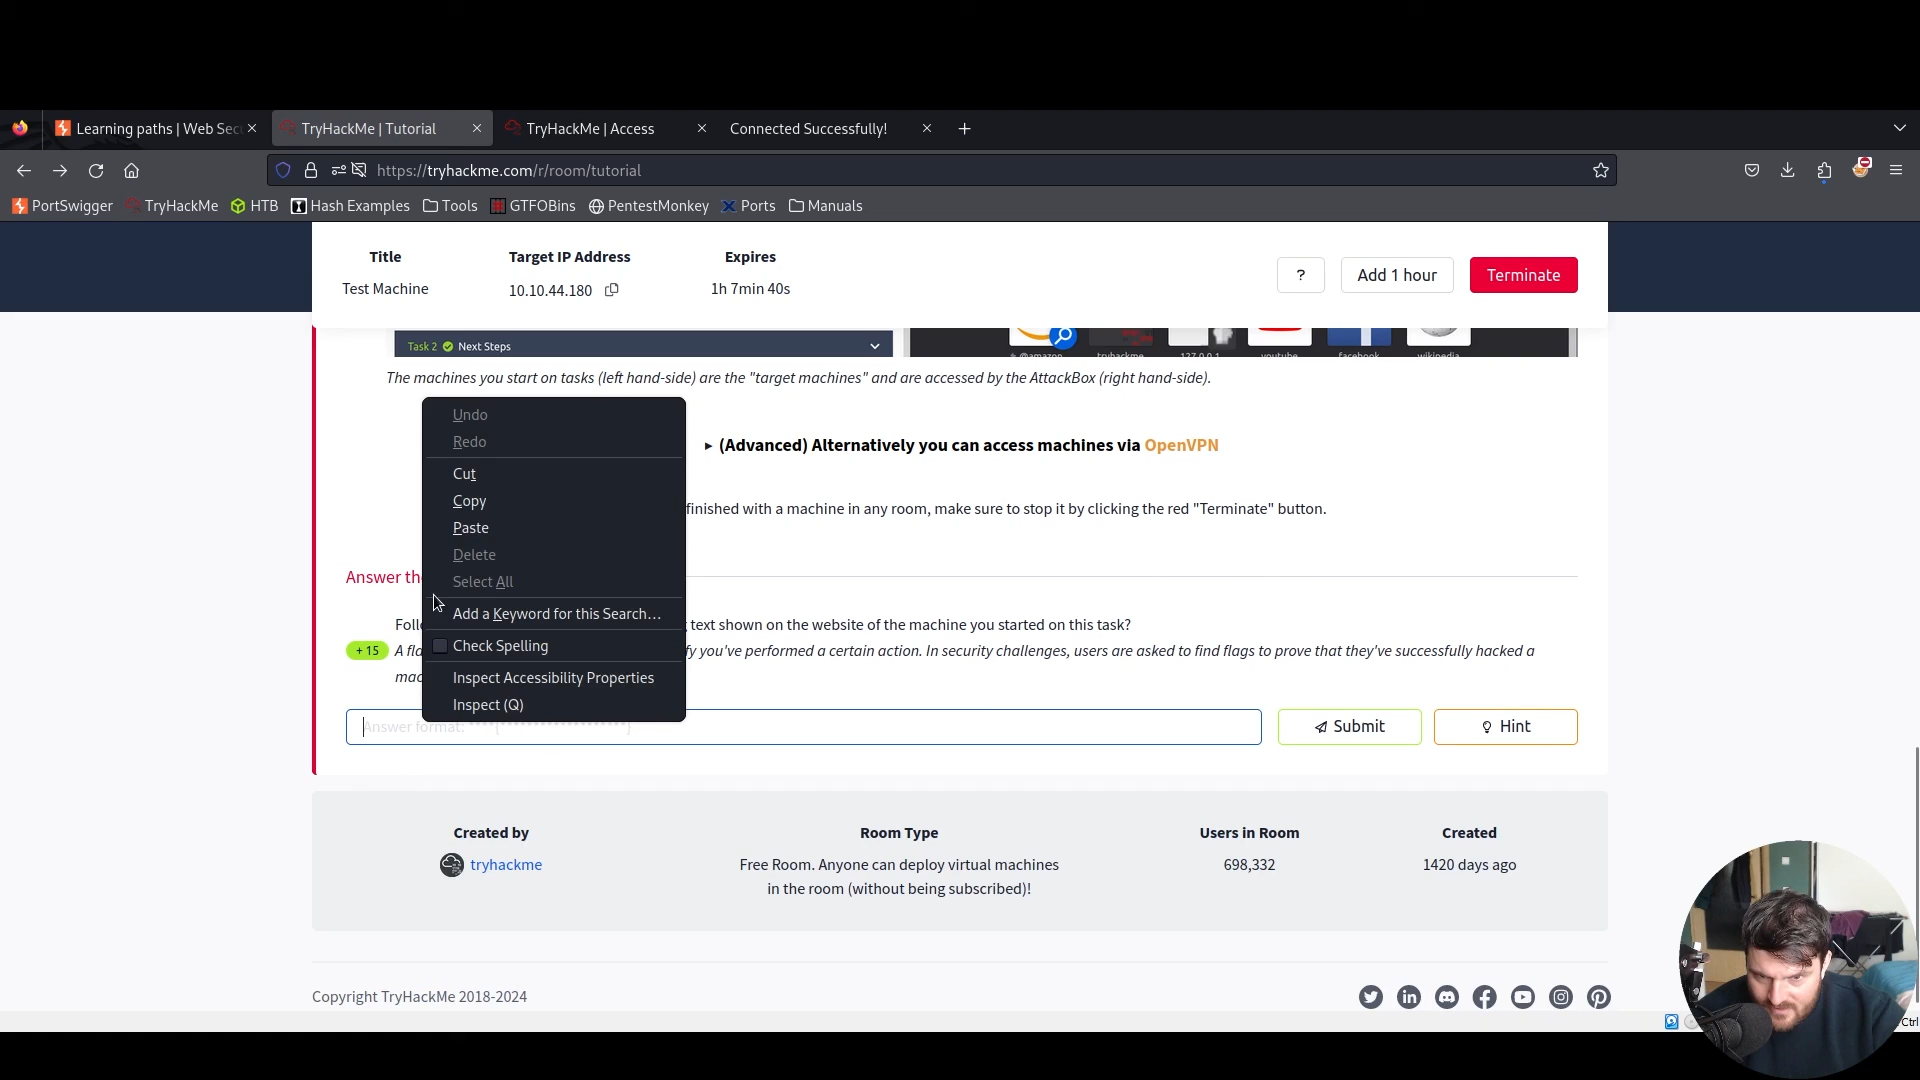 Learning paths | Web Sec
TryHackMe | Tutorial
TryHackMe | Access
Connected Successfully!
https://tryhackme.com/r/room/tutorial
PortSwigger
TryHackMe
HTB
Hash Examples
Tools
GTFOBins
PentestMonkey
Ports
Manuals
Title
Target IP Address
Expires
Test Machine
10.10.44.180
1h 7min 40s
?
Add 1 hour
Terminate
Task 2 Next Steps
The machines you start on tasks (left hand-side) are the "target machines" and are accessed by the AttackBox (right hand-side).
▸ (Advanced) Alternatively you can access machines via OpenVPN
finished with a machine in any room, make sure to stop it by clicking the red "Terminate" button.
Undo
Redo
Cut
Copy
Paste
Delete
Select All
Add a Keyword for this Search…
Check Spelling
Inspect Accessibility Properties
Inspect (Q)
Answer
text shown on the website of the machine you started on this task?
+ 15
you've performed a certain action. In security challenges, users are asked to find flags to prove that they've successfully hacked a
Answer format:
Submit
Hint
Created by
tryhackme
Room Type
Free Room. Anyone can deploy virtual machines
in the room (without being subscribed)!
Users in Room
698,332
Created
1420 days ago
Copyright TryHackMe 2018-2024
Ctrl